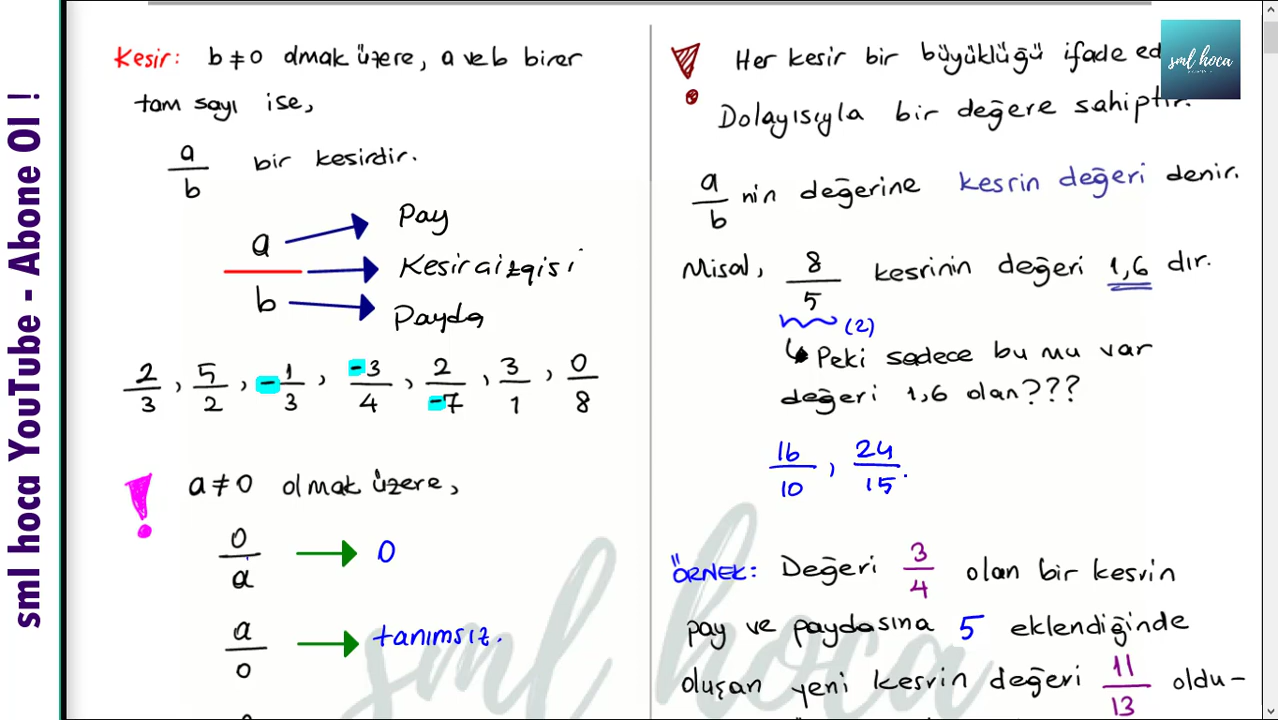 sml hoca YouTube - Abone Ol !
Kesir: b≠0 olmak üzere, a ve b birer
tam sayı ise,
a/b bir kesirdir.
a → Pay
→ Kesir çizgisi
b → Payda
2/3, 5/2, -1/3, -3/4, 2/-7, 3/1, 0/8
! a≠0 olmak üzere,
0/a → 0
a/0 → tanımsız.
sml hoca
! Her kesir bir büyüklüğü ifade ed
Dolayısıyla bir değere sahiptir.
a/b nin değerine kesrin değeri denir.
Misal, 8/5 kesrinin değeri 1,6 dır.
(2)
↳ Peki sadece bu mu var
değeri 1,6 olan???
16/10, 24/15.
ÖRNEK: Değeri 3/4 olan bir kesrin
pay ve paydasına 5 eklendiğinde
oluşan yeni kesrin değeri 11/13 oldu-
sml hoca